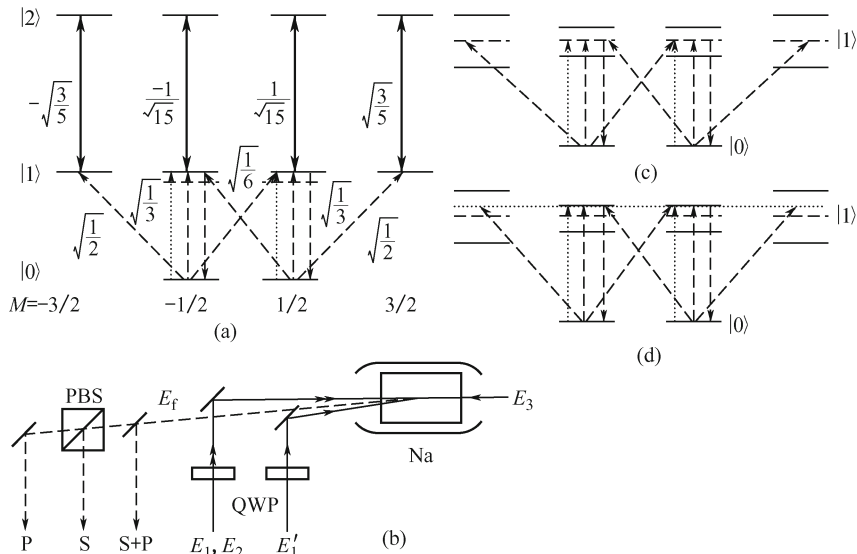 (a)
|2⟩
-√(3/5)
-1/√15
1/√15
√(3/5)
|1⟩
√(1/2)
√(1/3)
√(1/6)
√(1/3)
√(1/2)
|0⟩
M=-3/2
-1/2
1/2
3/2
|1⟩
|0⟩
(c)
|1⟩
|0⟩
(d)
PBS
E_f
E_3
Na
QWP
P
S
S+P
E_1, E_2
E_1′
(b)